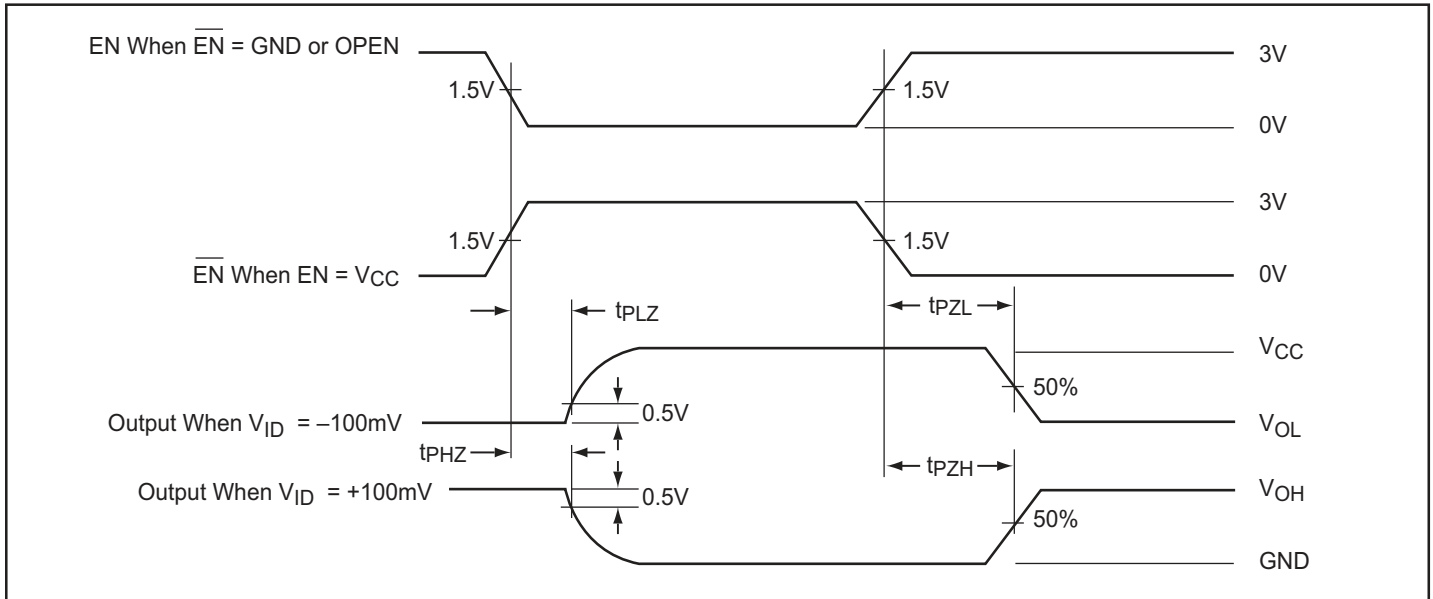 EN When E̅N̅ = GND or OPEN
3V
1.5V
1.5V
0V
3V
1.5V
1.5V
E̅N̅ When EN = VCC
0V
tPLZ
tPZL
VCC
50%
Output When VID = –100mV
0.5V
VOL
tPHZ
tPZH
Output When VID = +100mV
0.5V
VOH
50%
GND